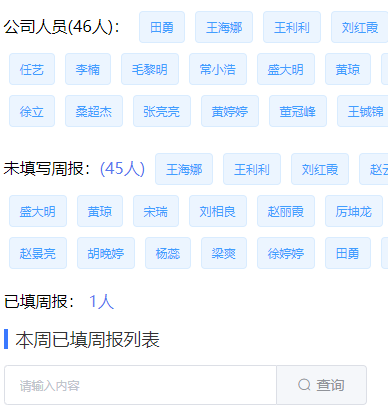 公司人员(46人)： 田勇 王海娜 王利利 刘红霞
任艺 李楠 毛黎明 常小浩 盛大明 黄琼
徐立 桑超杰 张亮亮 黄婷婷 董冠峰 王铖锦
未填写周报：(45人) 王海娜 王利利 刘红霞 赵云
盛大明 黄琼 宋瑞 刘相良 赵丽霞 厉坤龙
赵景亮 胡晚婷 杨蕊 梁爽 徐婷婷 田勇
已填周报： 1人
本周已填周报列表
请输入内容 查询